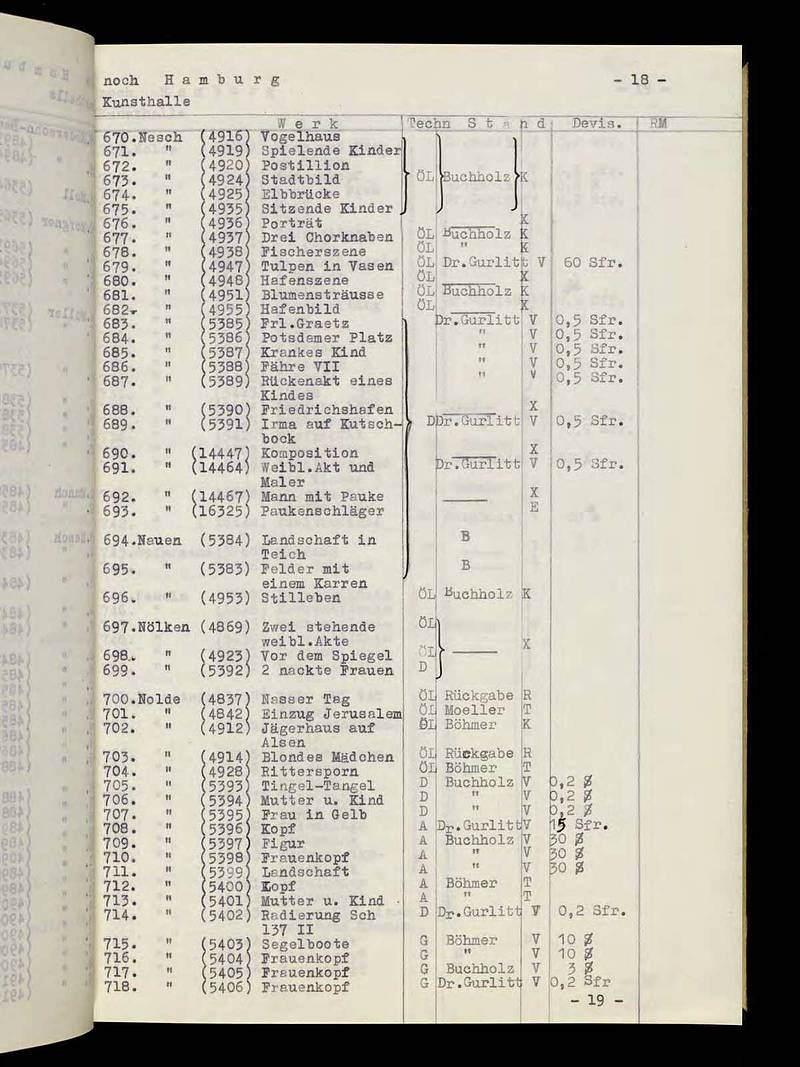 noch H a m b u r g - 18 -
Kunsthalle
W e r k Techn S t a n d Devis. RM
670.Nesch (4916) Vogelhaus
671. " (4919) Spielende Kinder
672. " (4920) Postillion
673. " (4924) Stadtbild ÖL Buchholz K
674. " (4925) Elbbrücke
675. " (4935) Sitzende Kinder
676. " (4936) Porträt X
677. " (4937) Drei Chorknaben ÖL Buchholz K
678. " (4938) Fischerszene ÖL " K
679. " (4947) Tulpen in Vasen ÖL Dr.Gurlitt V 60 Sfr.
680. " (4948) Hafenszene ÖL X
681. " (4951) Blumensträusse ÖL Buchholz K
682. " (4955) Hafenbild ÖL X
683. " (5385) Frl.Graetz Dr.Gurlitt V 0,5 Sfr.
684. " (5386) Potsdamer Platz " V 0,5 Sfr.
685. " (5387) Krankes Kind " V 0,5 Sfr.
686. " (5388) Fähre VII " V 0,5 Sfr.
687. " (5389) Rückenakt eines " V 0,5 Sfr.
Kindes
688. " (5390) Friedrichshafen X
689. " (5391) Irma auf Kutsch- D Dr.Gurlitt V 0,5 Sfr.
bock
690. " (14447) Komposition X
691. " (14464) Weibl.Akt und Dr.Gurlitt V 0,5 Sfr.
Maler
692. " (14467) Mann mit Pauke X
693. " (16325) Paukenschläger E
694.Nauen (5384) Landschaft in B
Teich
695. " (5383) Felder mit B
einem Karren
696. " (4953) Stilleben ÖL Buchholz K
697.Nölken (4869) Zwei stehende ÖL
weibl.Akte X
698. " (4923) Vor dem Spiegel ÖL
699. " (5392) 2 nackte Frauen D
700.Nolde (4837) Nasser Tag ÖL Rückgabe R
701. " (4842) Einzug Jerusalem ÖL Moeller T
702. " (4912) Jägerhaus auf ÖL Böhmer K
Alsen
703. " (4914) Blondes Mädchen ÖL Rückgabe R
704. " (4928) Rittersporn ÖL Böhmer T
705. " (5393) Tingel-Tangel D Buchholz V 0,2 $
706. " (5394) Mutter u. Kind D " V 0,2 $
707. " (5395) Frau in Gelb D " V 0,2 $
708. " (5396) Kopf A Dr.Gurlitt V 15 Sfr.
709. " (5397) Figur A Buchholz V 30 $
710. " (5398) Frauenkopf A " V 30 $
711. " (5399) Landschaft A " V 30 $
712. " (5400) Kopf A Böhmer T
713. " (5401) Mutter u. Kind A " T
714. " (5402) Radierung Sch D Dr.Gurlitt V 0,2 Sfr.
137 II
715. " (5403) Segelboote G Böhmer V 10 $
716. " (5404) Frauenkopf G " V 10 $
717. " (5405) Frauenkopf G Buchholz V 3 $
718. " (5406) Frauenkopf G Dr.Gurlitt V 0,2 Sfr
- 19 -